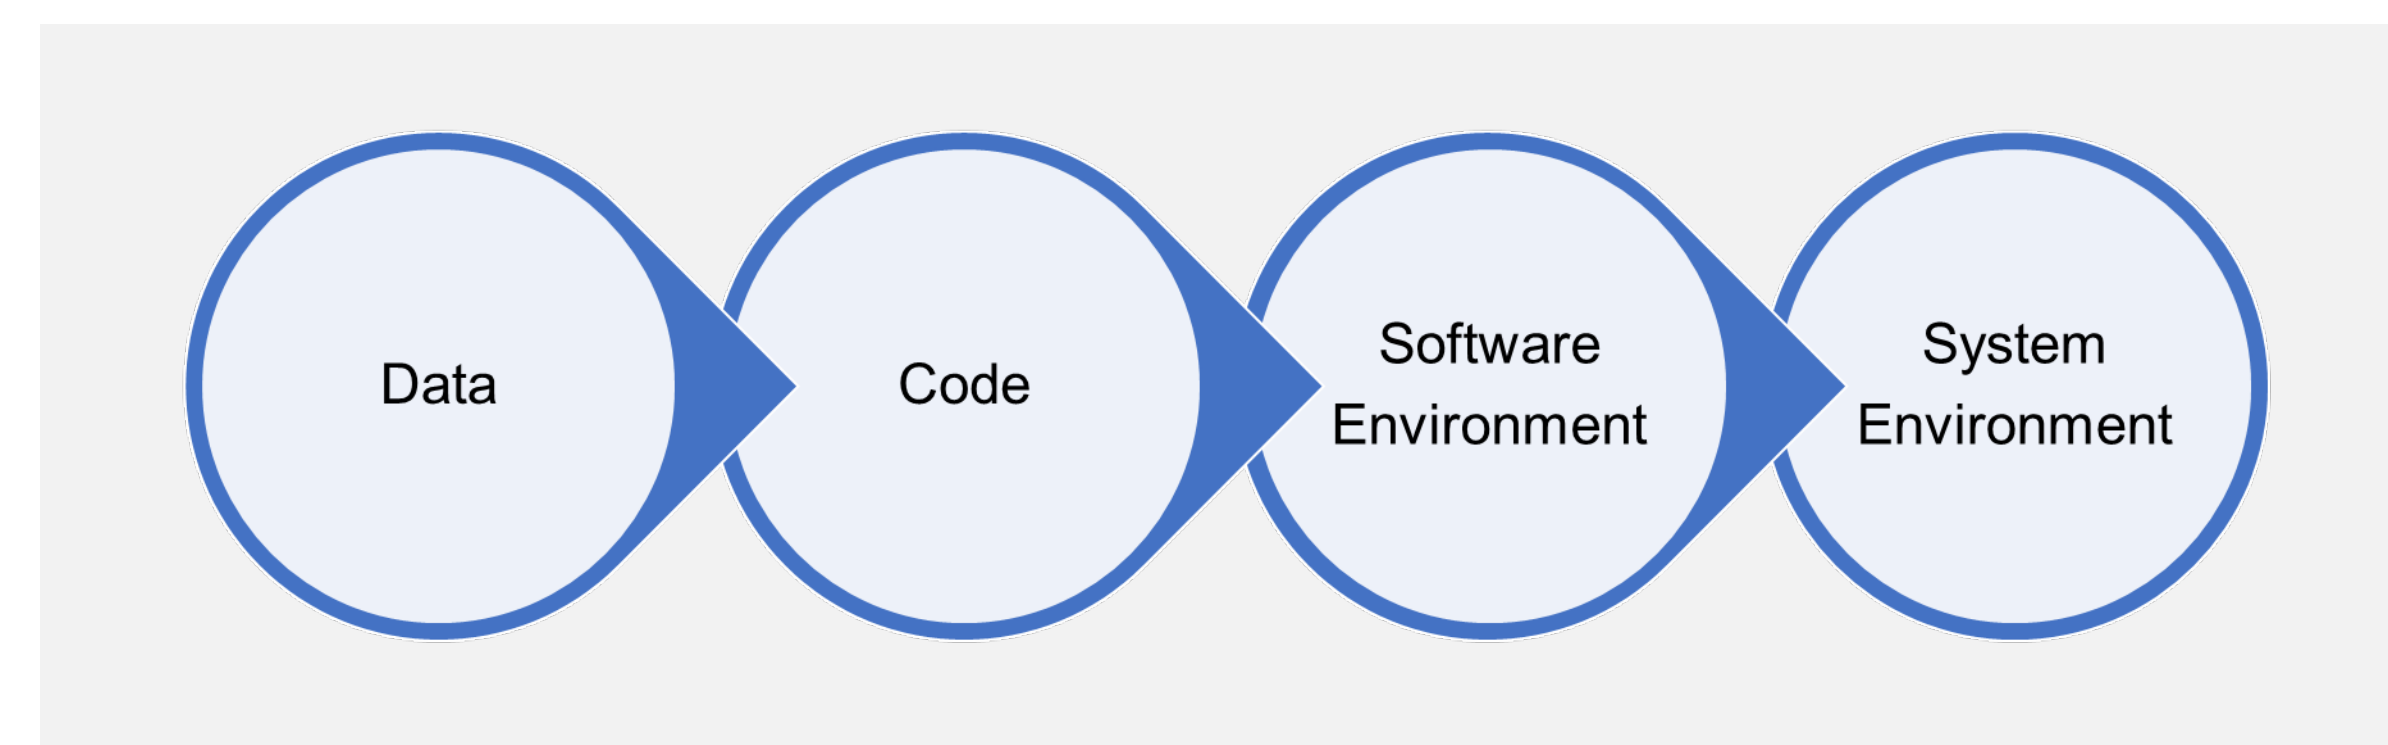 Data
Code
Software
Environment
System
Environment